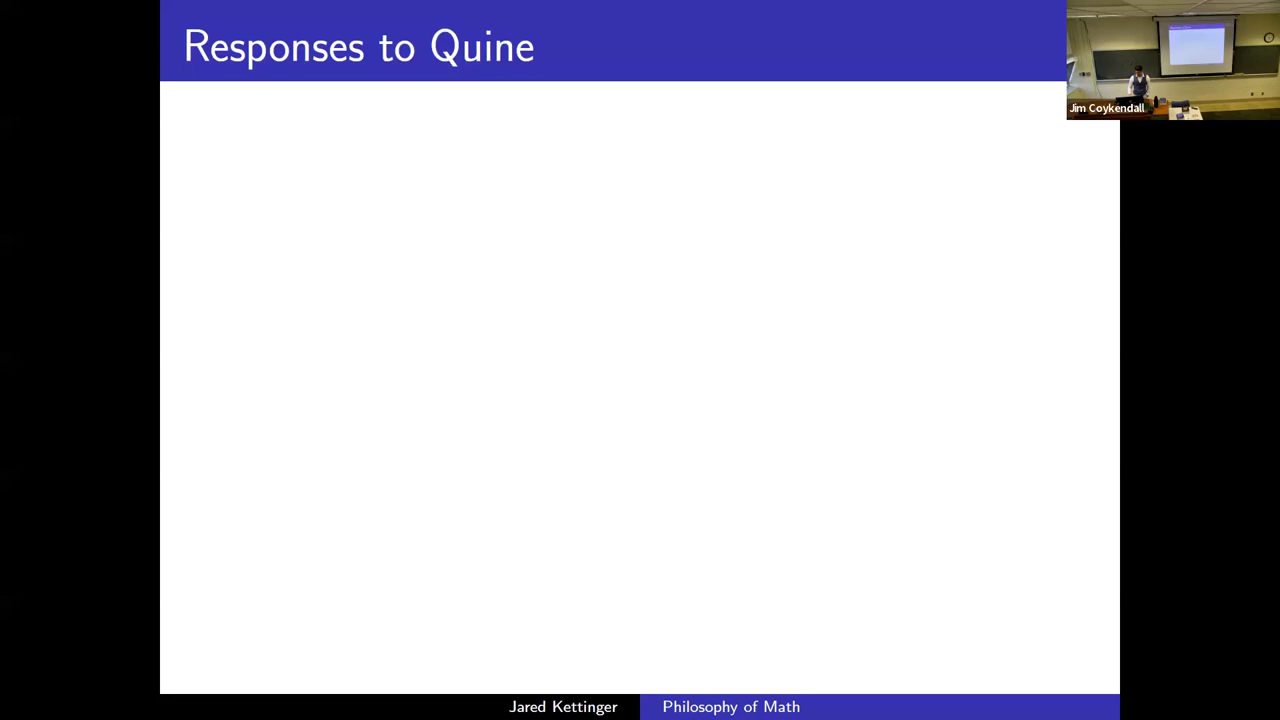 Responses to Quine
Jim Coykendall
Jared Kettinger
Philosophy of Math